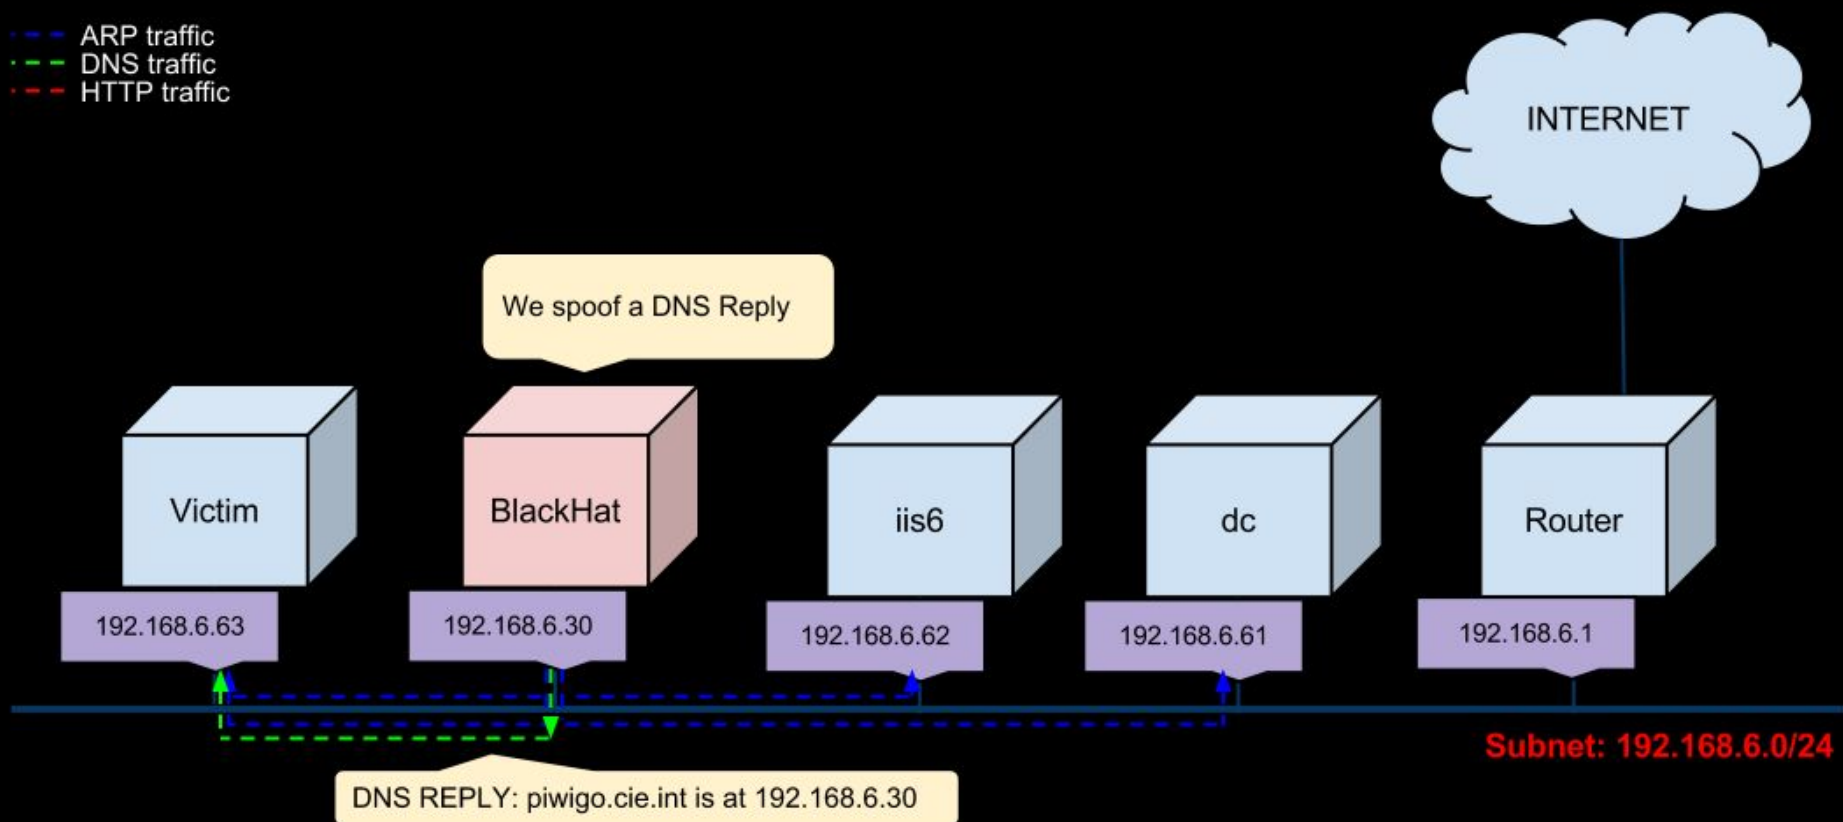 ARP traffic
DNS traffic
HTTP traffic
INTERNET
We spoof a DNS Reply
Victim
BlackHat
iis6
dc
Router
192.168.6.63
192.168.6.30
192.168.6.62
192.168.6.61
192.168.6.1
Subnet: 192.168.6.0/24
DNS REPLY: piwigo.cie.int is at 192.168.6.30